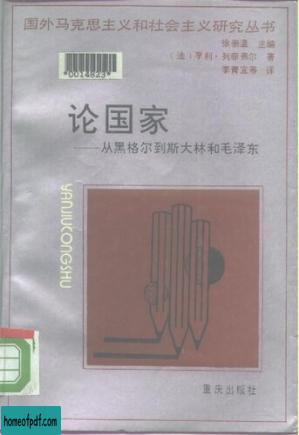 国外马克思主义和社会主义研究丛书
徐崇温 主编
(法)亨利·列斐弗尔 著
李青宜等 译
*0014823*
论国家
——从黑格尔到斯大林和毛泽东
YANJIUCONGSHU
重庆出版社
homeofpdf.com